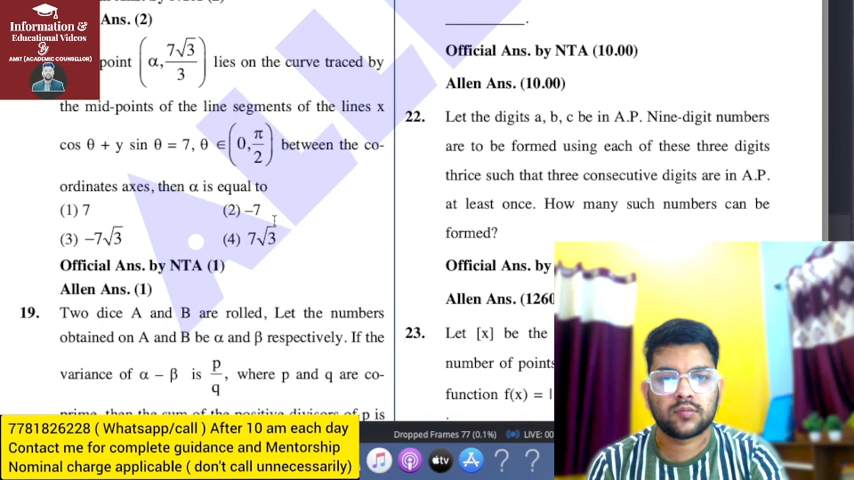 Information &
Educational Videos
By
AMIT (ACADEMIC COUNSELLOR)
Ans. (2)
point (α, 7√3/3) lies on the curve traced by
the mid-points of the line segments of the lines x
cos θ + y sin θ = 7, θ ∈ (0, π/2) between the co-
ordinates axes, then α is equal to
(1) 7 (2) –7
(3) –7√3 (4) 7√3
Official Ans. by NTA (1)
Allen Ans. (1)
19. Two dice A and B are rolled, Let the numbers
obtained on A and B be α and β respectively. If the
variance of α – β is p/q, where p and q are co-
prime, then the sum of the positive divisors of p is
Official Ans. by NTA (10.00)
Allen Ans. (10.00)
22. Let the digits a, b, c be in A.P. Nine-digit numbers
are to be formed using each of these three digits
thrice such that three consecutive digits are in A.P.
at least once. How many such numbers can be
formed?
Official Ans. by
Allen Ans. (1260
23. Let [x] be the
number of points
function f(x) =
7781826228 ( Whatsapp/call ) After 10 am each day
Contact me for complete guidance and Mentorship
Nominal charge applicable ( don't call unnecessarily)
Dropped Frames 77 (0.1%) LIVE: 00
tv